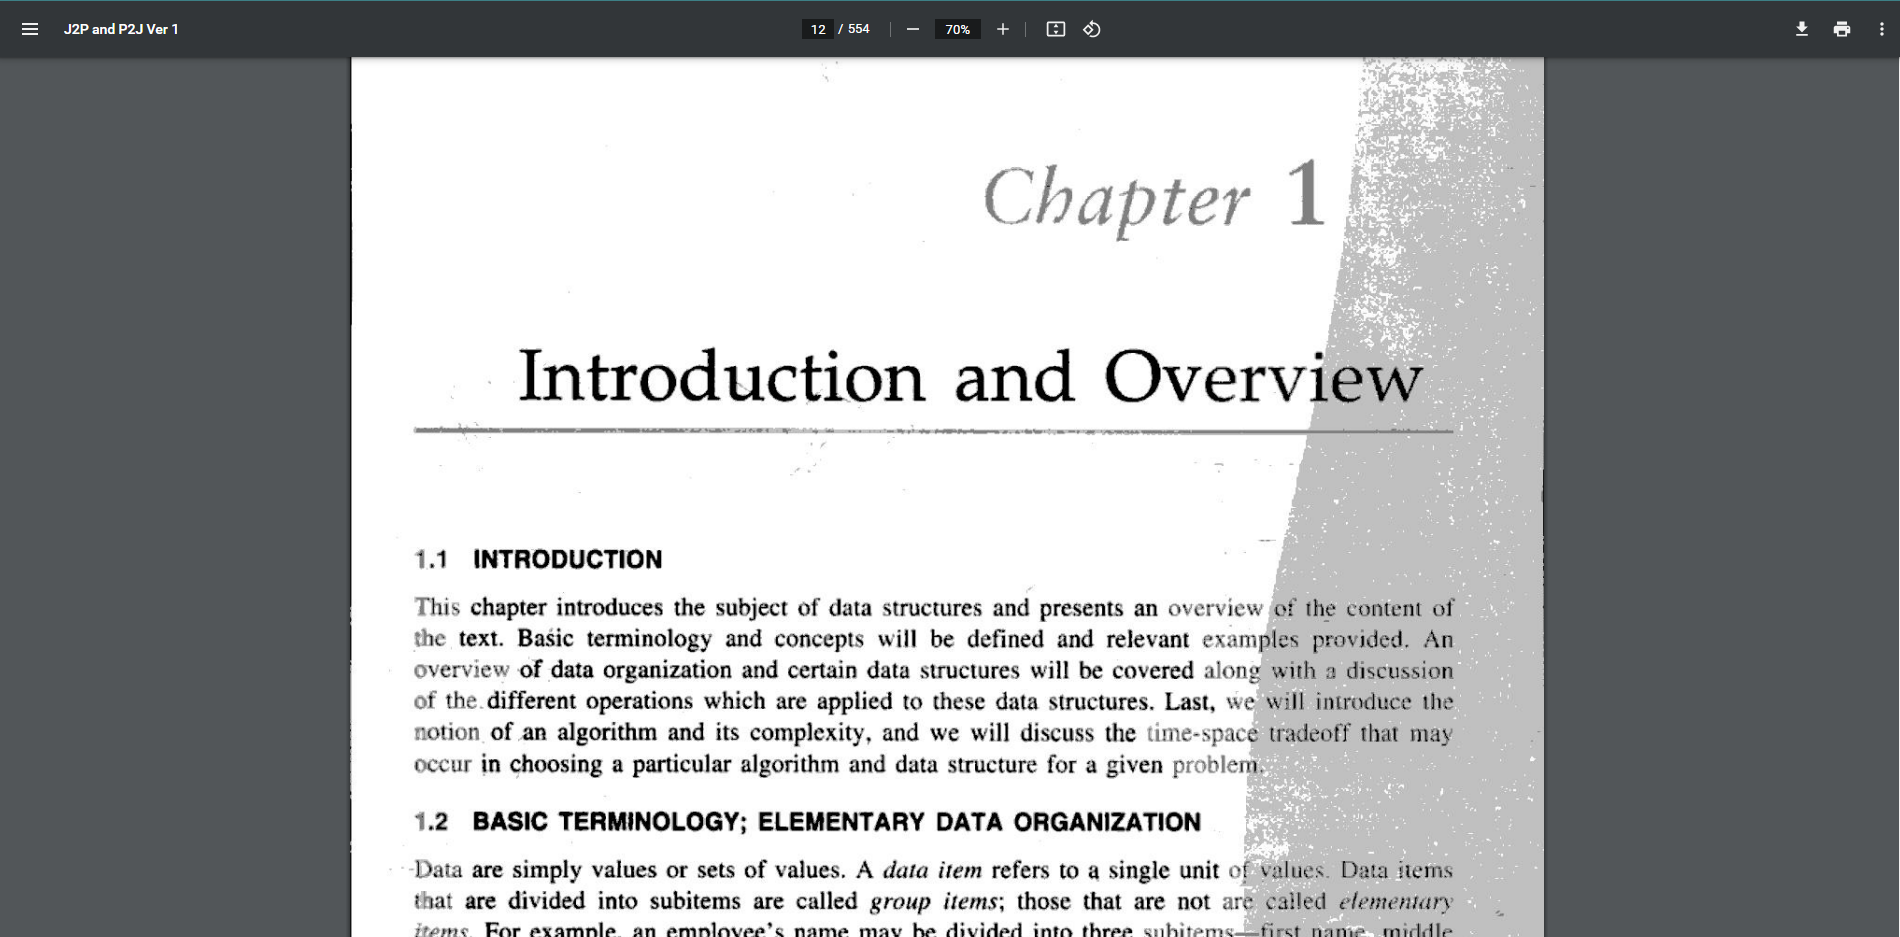 J2P and P2J Ver 1
12 / 554
70%
Chapter 1
Introduction and Overview
1.1 INTRODUCTION
This chapter introduces the subject of data structures and presents an overview of the content of
the text. Basic terminology and concepts will be defined and relevant examples provided. An
overview of data organization and certain data structures will be covered along with a discussion
of the different operations which are applied to these data structures. Last, we will introduce the
notion of an algorithm and its complexity, and we will discuss the time-space tradeoff that may
occur in choosing a particular algorithm and data structure for a given problem.
1.2 BASIC TERMINOLOGY; ELEMENTARY DATA ORGANIZATION
Data are simply values or sets of values. A data item refers to a single unit of values. Data items
that are divided into subitems are called group items; those that are not are called elementary
items. For example, an employee's name may be divided into three subitems—first name, middle